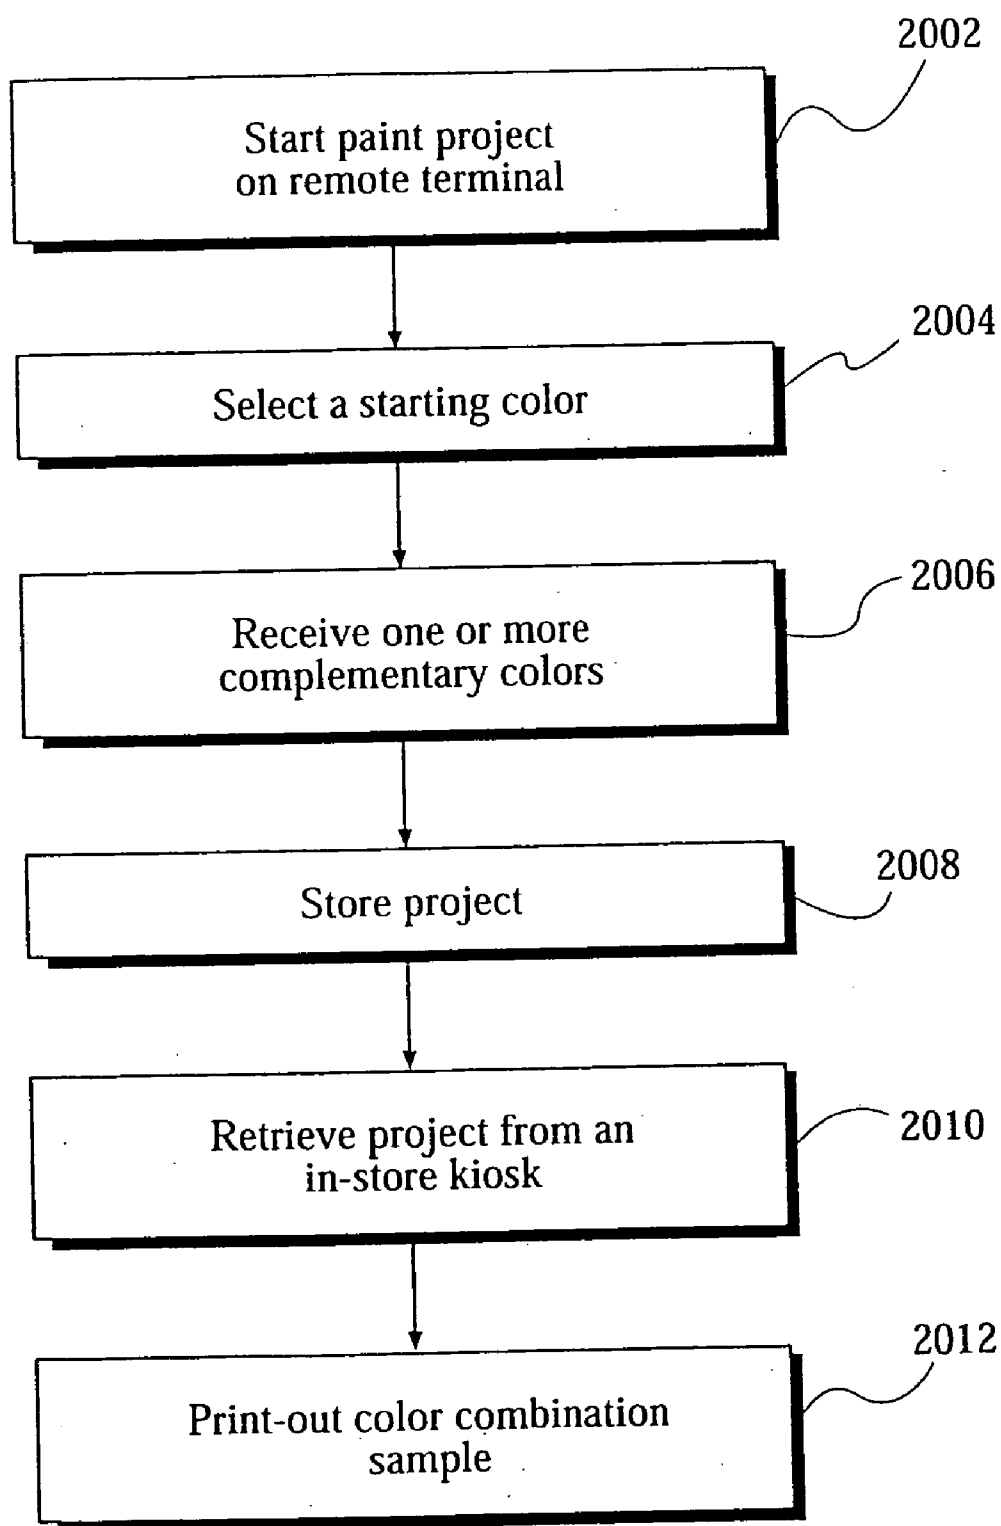 2002
Start paint project
on remote terminal
2004
Select a starting color
2006
Receive one or more
complementary colors
2008
Store project
2010
Retrieve project from an
in-store kiosk
2012
Print-out color combination
sample